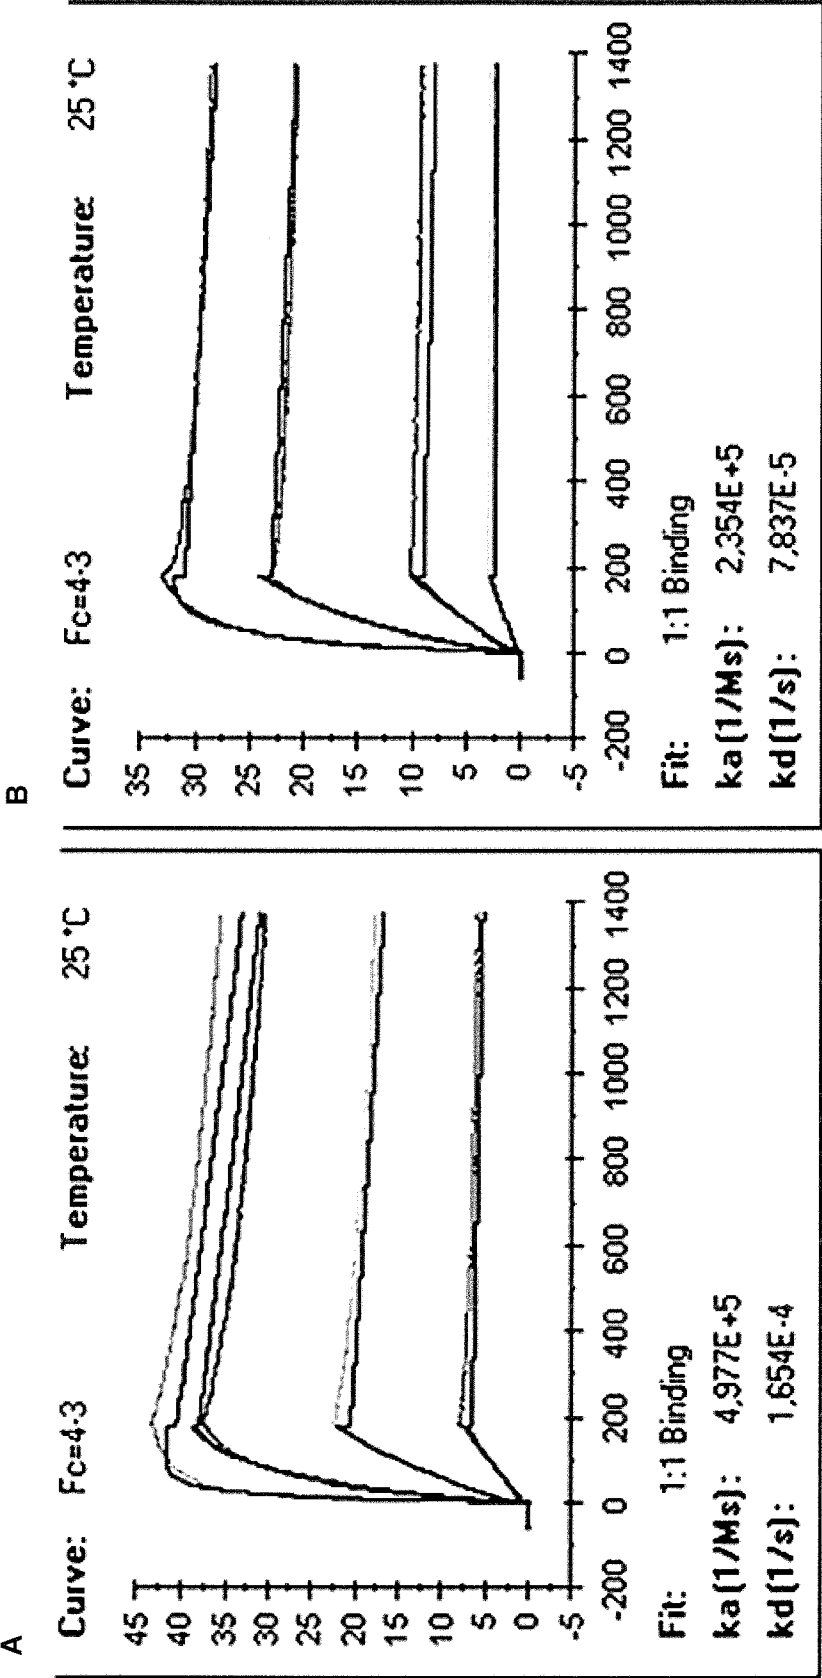 A
Curve: Fc=4-3 Temperature: 25 °C
45
40
35
30
25
20
15
10
5
0
-5
-200 0 200 400 600 800 1000 1200 1400
Fit: 1:1 Binding
ka (1/Ms): 4,977E+5
kd (1/s): 1,654E-4
B
Curve: Fc=4-3 Temperature: 25 °C
35
30
25
20
15
10
5
0
-5
-200 0 200 400 600 800 1000 1200 1400
Fit: 1:1 Binding
ka (1/Ms): 2,354E+5
kd (1/s): 7,837E-5